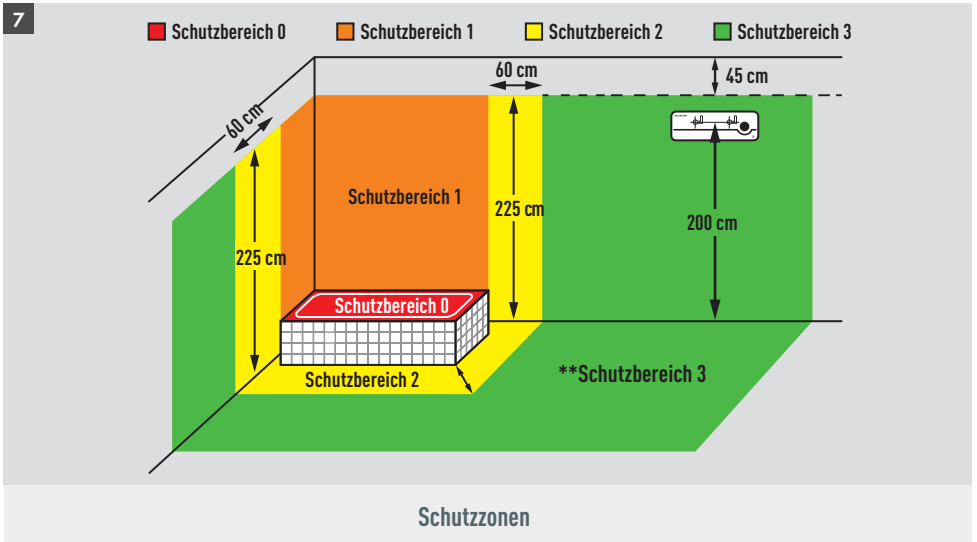 7
Schutzbereich 0
Schutzbereich 1
Schutzbereich 2
Schutzbereich 3
60 cm
45 cm
60 cm
Schutzbereich 1
225 cm
200 cm
225 cm
Schutzbereich 0
Schutzbereich 2
**Schutzbereich 3
Schutzzonen